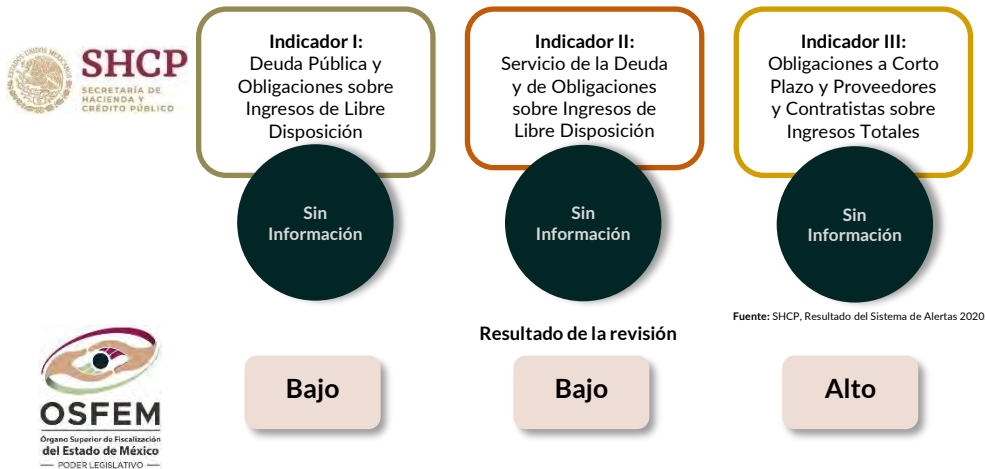 SHCP
SECRETARÍA DE
HACIENDA Y
CRÉDITO PÚBLICO
Indicador I:
Deuda Pública y
Obligaciones sobre
Ingresos de Libre
Disposición
Indicador II:
Servicio de la Deuda
y de Obligaciones
sobre Ingresos de
Libre Disposición
Indicador III:
Obligaciones a Corto
Plazo y Proveedores
y Contratistas sobre
Ingresos Totales
Sin
Información
Sin
Información
Sin
Información
Fuente: SHCP, Resultado del Sistema de Alertas 2020
Resultado de la revisión
OSFEM
Órgano Superior de Fiscalización
del Estado de México
PODER LEGISLATIVO
Bajo
Bajo
Alto